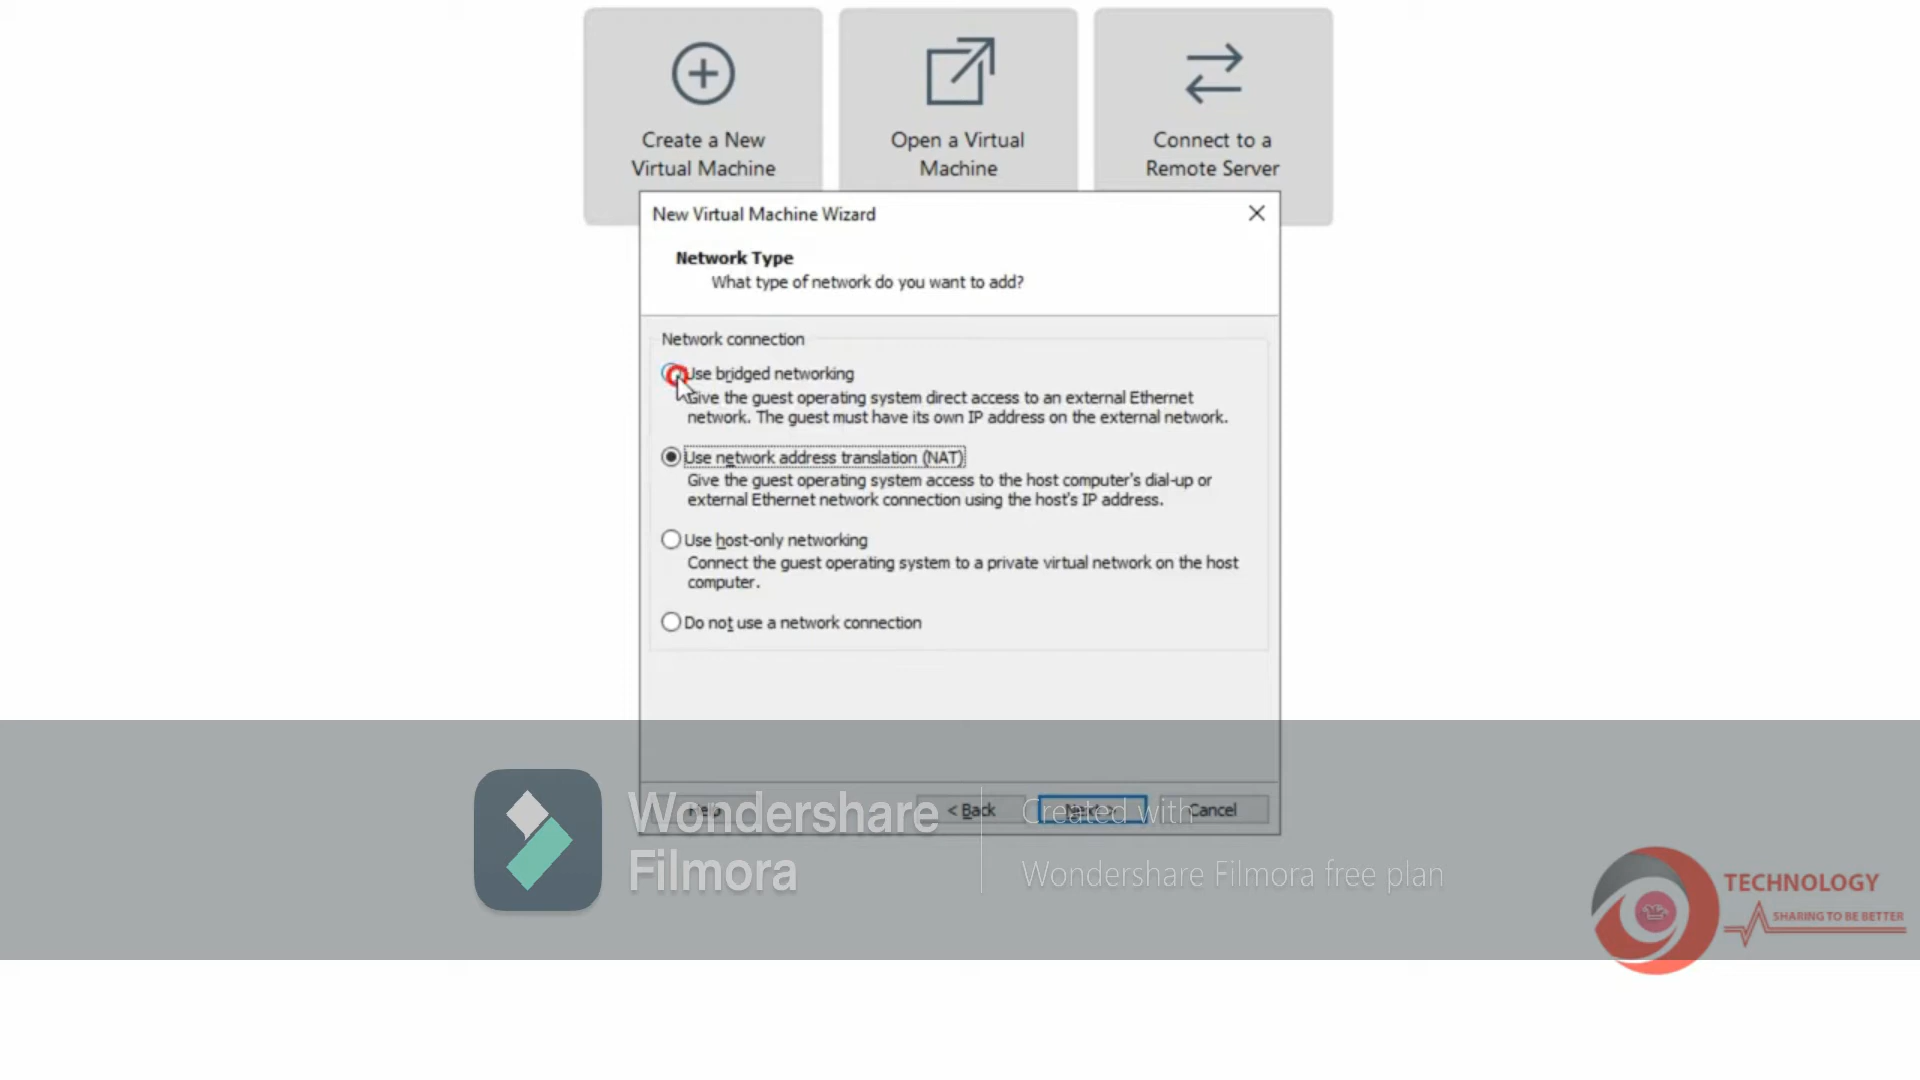 Create a New
Virtual Machine
Open a Virtual
Machine
Connect to a
Remote Server
New Virtual Machine Wizard
Network Type
What type of network do you want to add?
Network connection
Use bridged networking
Give the guest operating system direct access to an external Ethernet
network. The guest must have its own IP address on the external network.
Use network address translation (NAT)
Give the guest operating system access to the host computer's dial-up or
external Ethernet network connection using the host's IP address.
Use host-only networking
Connect the guest operating system to a private virtual network on the host
computer.
Do not use a network connection
Help
< Back
Next >
Cancel
Wondershare
Filmora
Created with
Wondershare Filmora free plan
TECHNOLOGY
SHARING TO BE BETTER